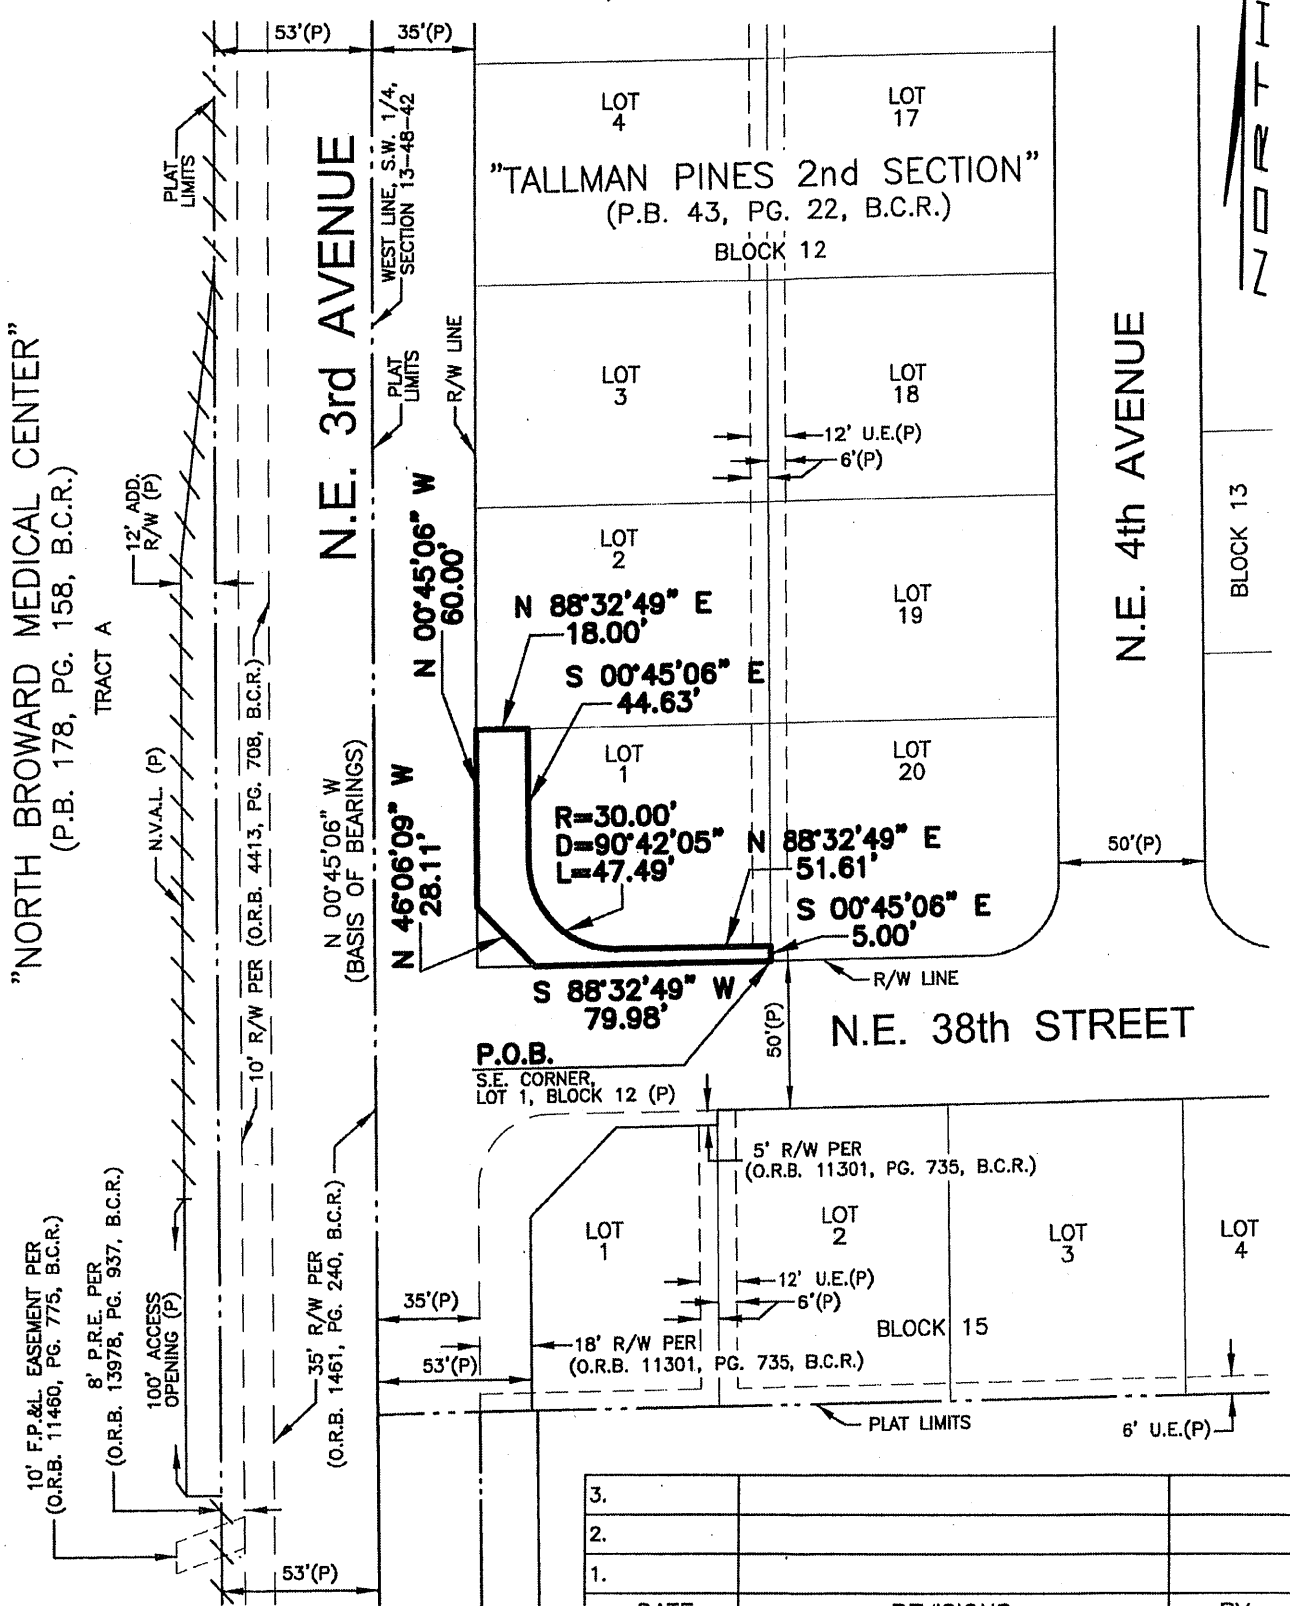 53'(P)
35'(P)
NORTH
PLAT
LIMITS
N.E. 3rd AVENUE
WEST LINE, S.W. 1/4,
SECTION 13-48-42
LOT
4
LOT
17
"TALLMAN PINES 2nd SECTION"
(P.B. 43, PG. 22, B.C.R.)
BLOCK 12
"NORTH BROWARD MEDICAL CENTER"
(P.B. 178, PG. 158, B.C.R.)
TRACT A
12' ADD.
R/W (P)
PLAT
LIMITS
R/W LINE
LOT
3
LOT
18
12' U.E.(P)
6'(P)
N.E. 4th AVENUE
BLOCK 13
N 00°45'06" W
60.00'
LOT
2
LOT
19
N 88°32'49" E
18.00'
S 00°45'06" E
44.63'
N.V.A.L. (P)
10' R/W PER (O.R.B. 4413, PG. 708, B.C.R.)
N 00°45'06" W
(BASIS OF BEARINGS)
N 46°06'09" W
28.11'
LOT
1
LOT
20
R=30.00'
D=90°42'05"
L=47.49'
N 88°32'49" E
51.61'
50'(P)
S 00°45'06" E
5.00'
R/W LINE
S 88°32'49" W
79.98'
50'(P)
N.E. 38th STREET
P.O.B.
S.E. CORNER,
LOT 1, BLOCK 12 (P)
5' R/W PER
(O.R.B. 11301, PG. 735, B.C.R.)
LOT
1
LOT
2
LOT
3
LOT
4
12' U.E.(P)
6'(P)
BLOCK 15
10' F.P.&L. EASEMENT PER
(O.R.B. 11460, PG. 775, B.C.R.)
8' P.R.E. PER
(O.R.B. 13978, PG. 937, B.C.R.)
100' ACCESS
OPENING (P)
35' R/W PER
(O.R.B. 1461, PG. 240, B.C.R.)
35'(P)
53'(P)
18' R/W PER
(O.R.B. 11301, PG. 735, B.C.R.)
PLAT LIMITS
6' U.E.(P)
53'(P)
3.
2.
1.
DATE
REVISIONS
BY